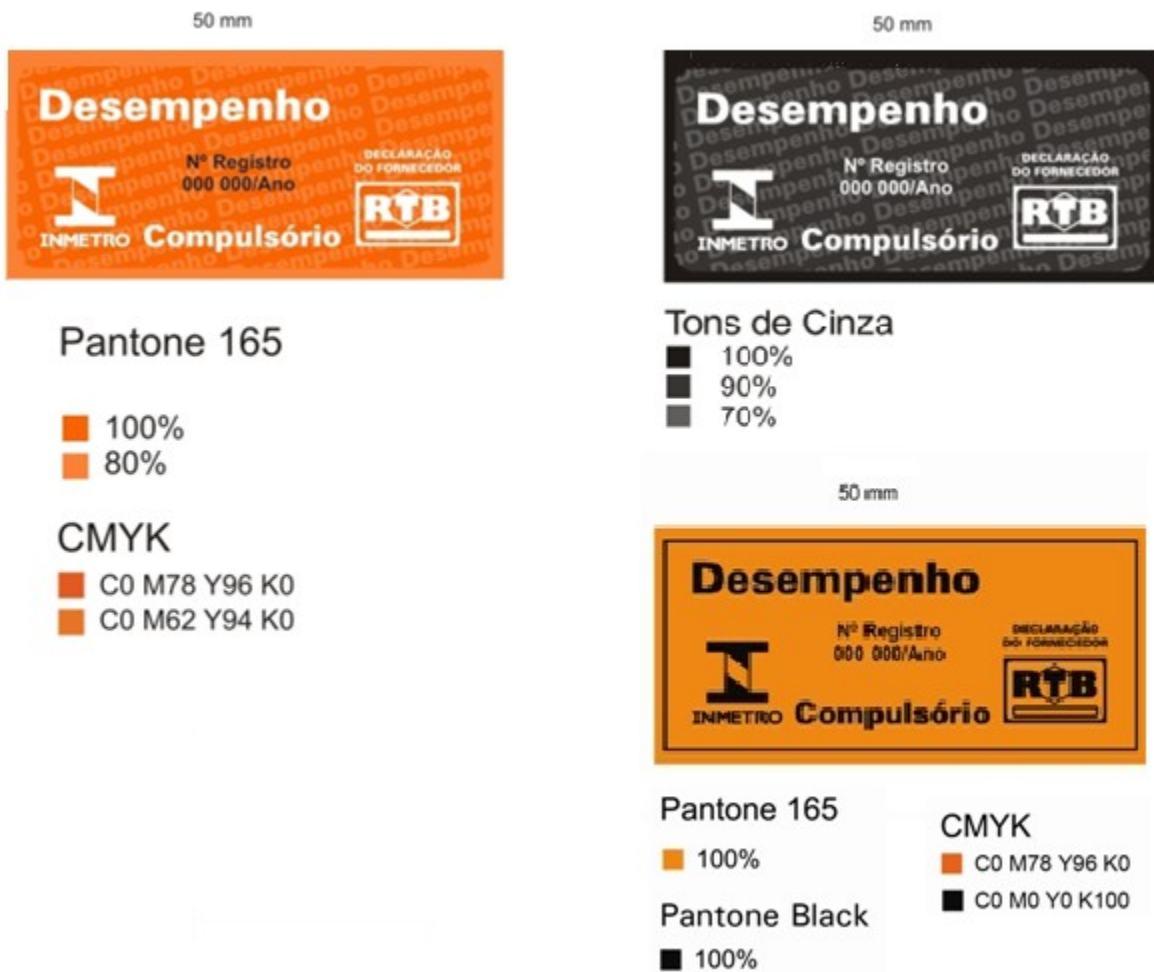 50 mm
Desempenho
Nº Registro
000 000/Ano
DECLARAÇÃO
DO FORNECEDOR
INMETRO
Compulsório
RTB
Pantone 165
100%
80%
CMYK
C0 M78 Y96 K0
C0 M62 Y94 K0
50 mm
Desempenho
Nº Registro
000 000/Ano
DECLARAÇÃO
DO FORNECEDOR
INMETRO
Compulsório
RTB
Tons de Cinza
100%
90%
70%
50 mm
Desempenho
Nº Registro
000 000/Ano
DECLARAÇÃO
DO FORNECEDOR
INMETRO
Compulsório
RTB
Pantone 165
100%
Pantone Black
100%
CMYK
C0 M78 Y96 K0
C0 M0 Y0 K100